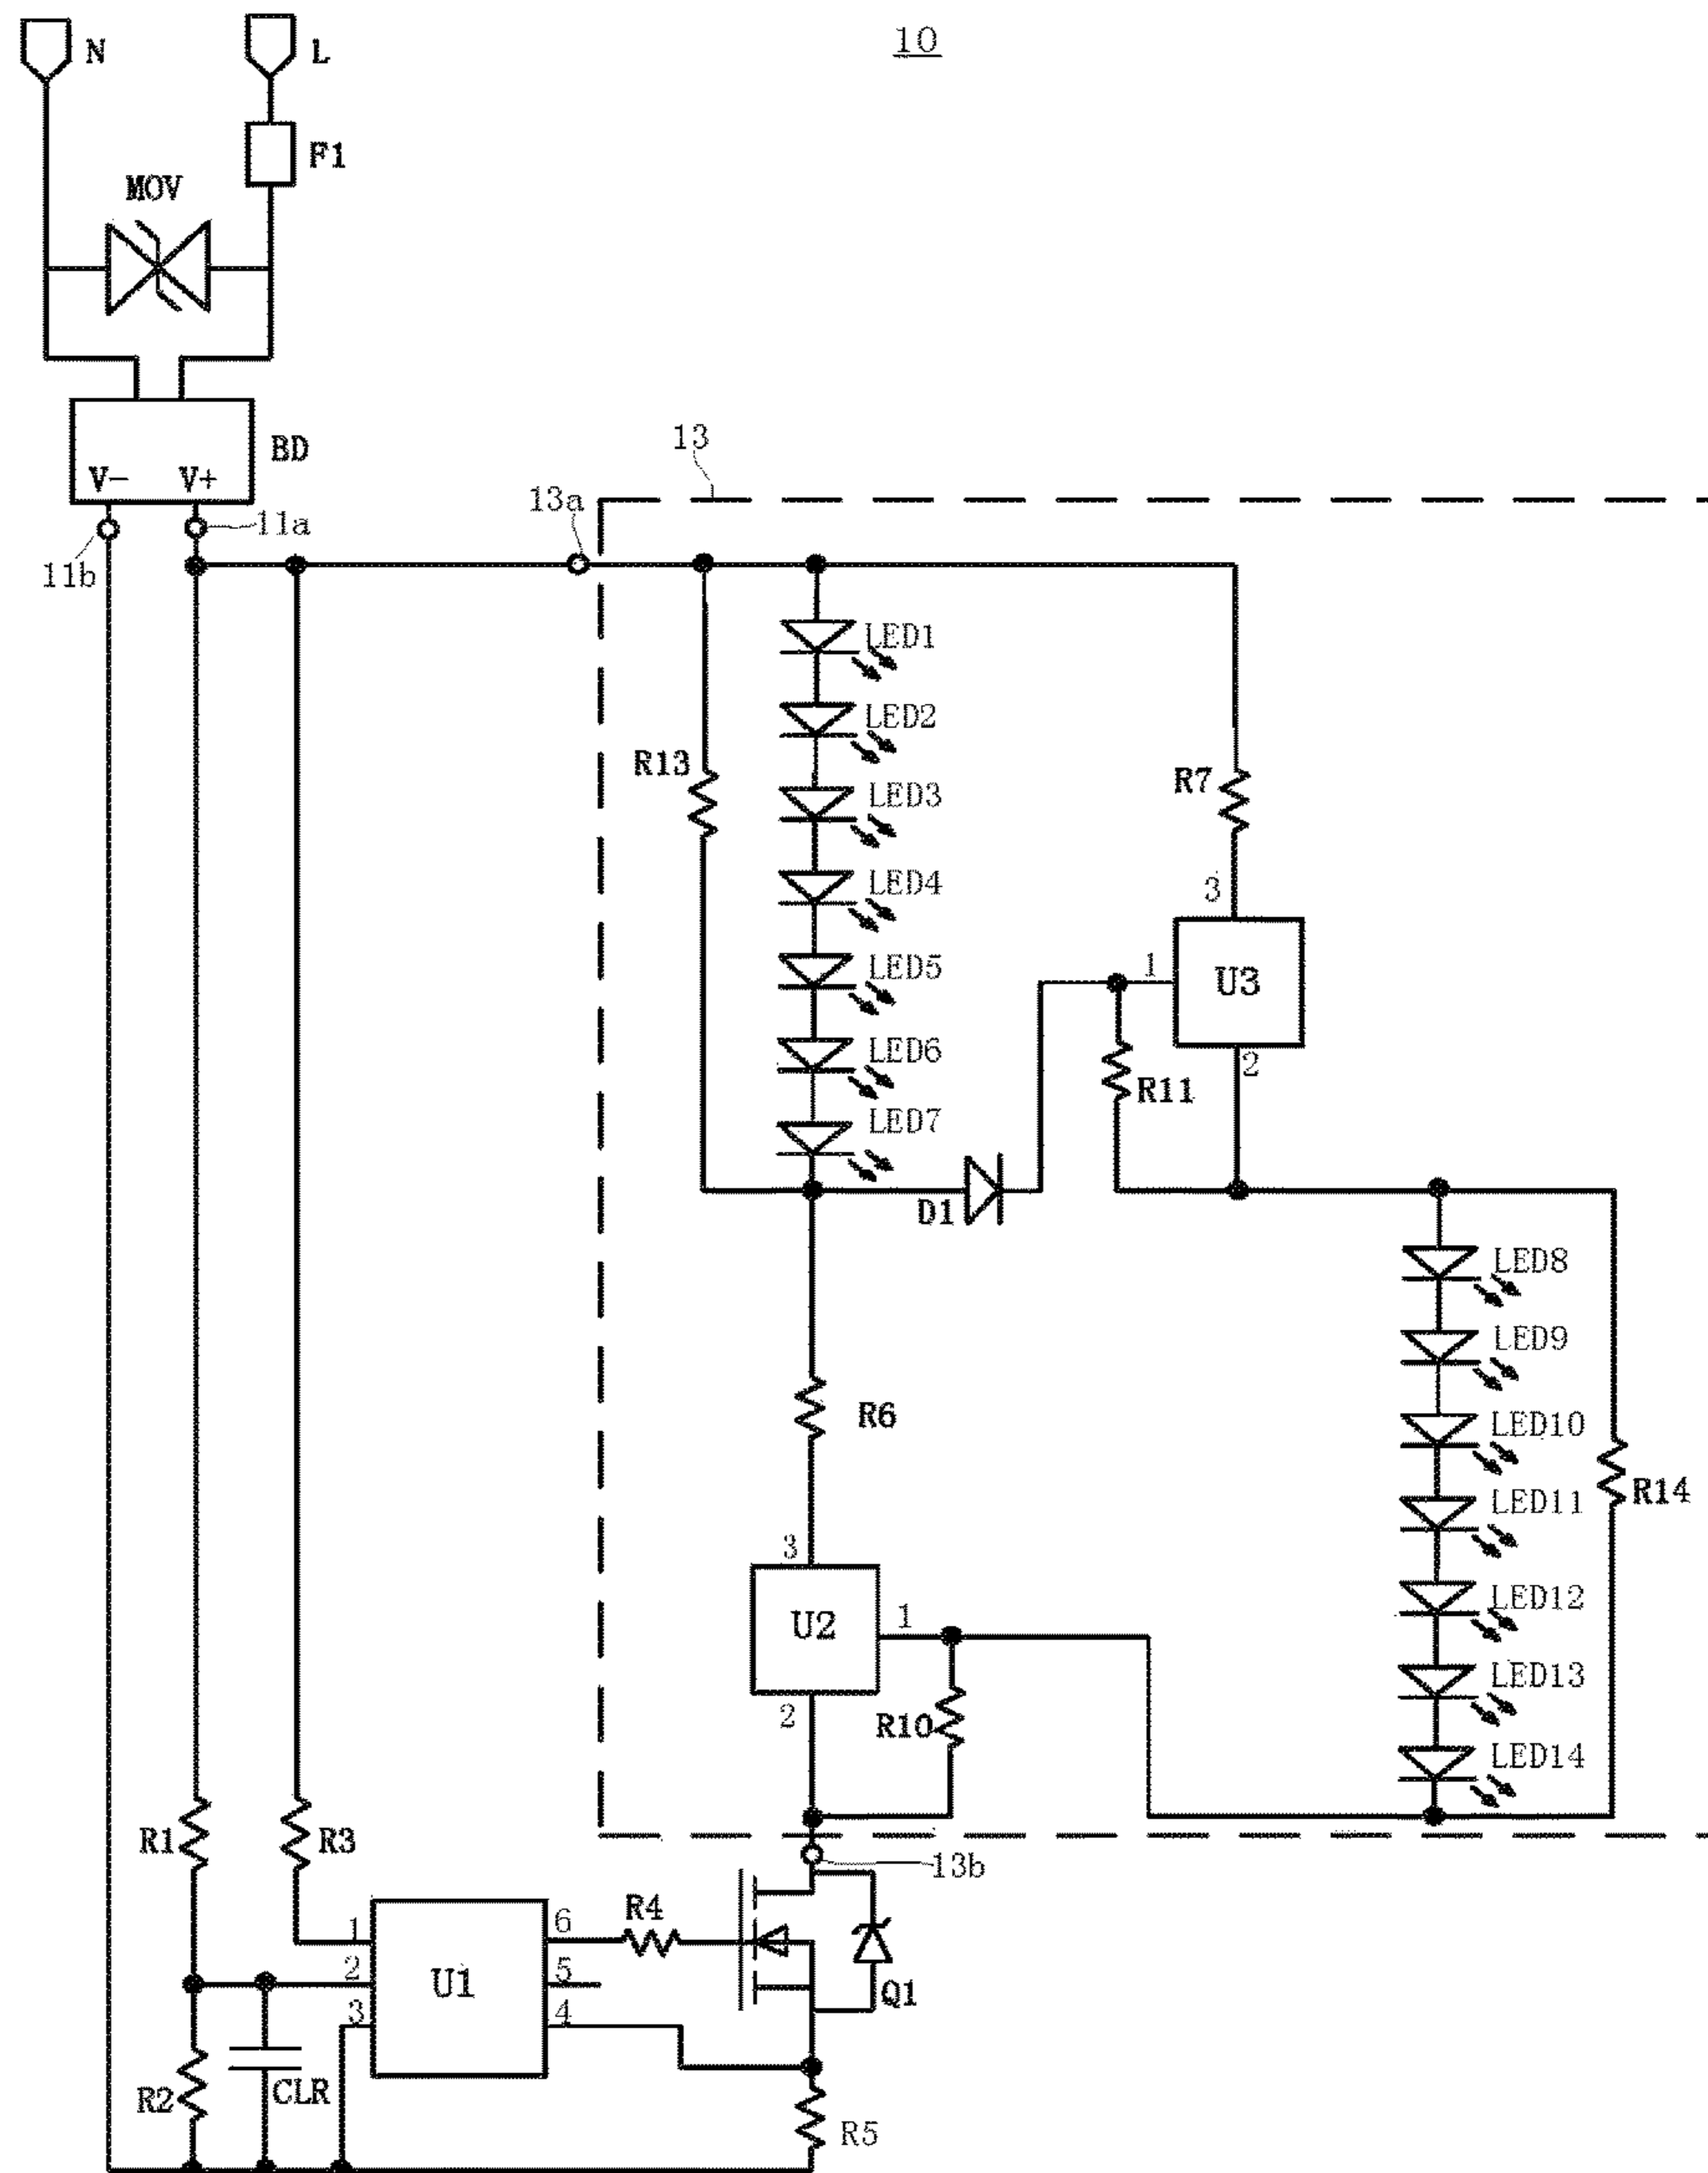 10
N
L
F1
MOV
BD
V-
V+
11a
11b
13
13a
LED1
LED2
R13
LED3
R7
LED4
3
LED5
1
U3
LED6
2
R11
LED7
D1
LED8
LED9
R6
LED10
R14
LED11
3
LED12
U2
1
LED13
2
R10
LED14
R1
R3
13b
R4
1
6
2
U1
5
3
4
Q1
R2
CLR
R5